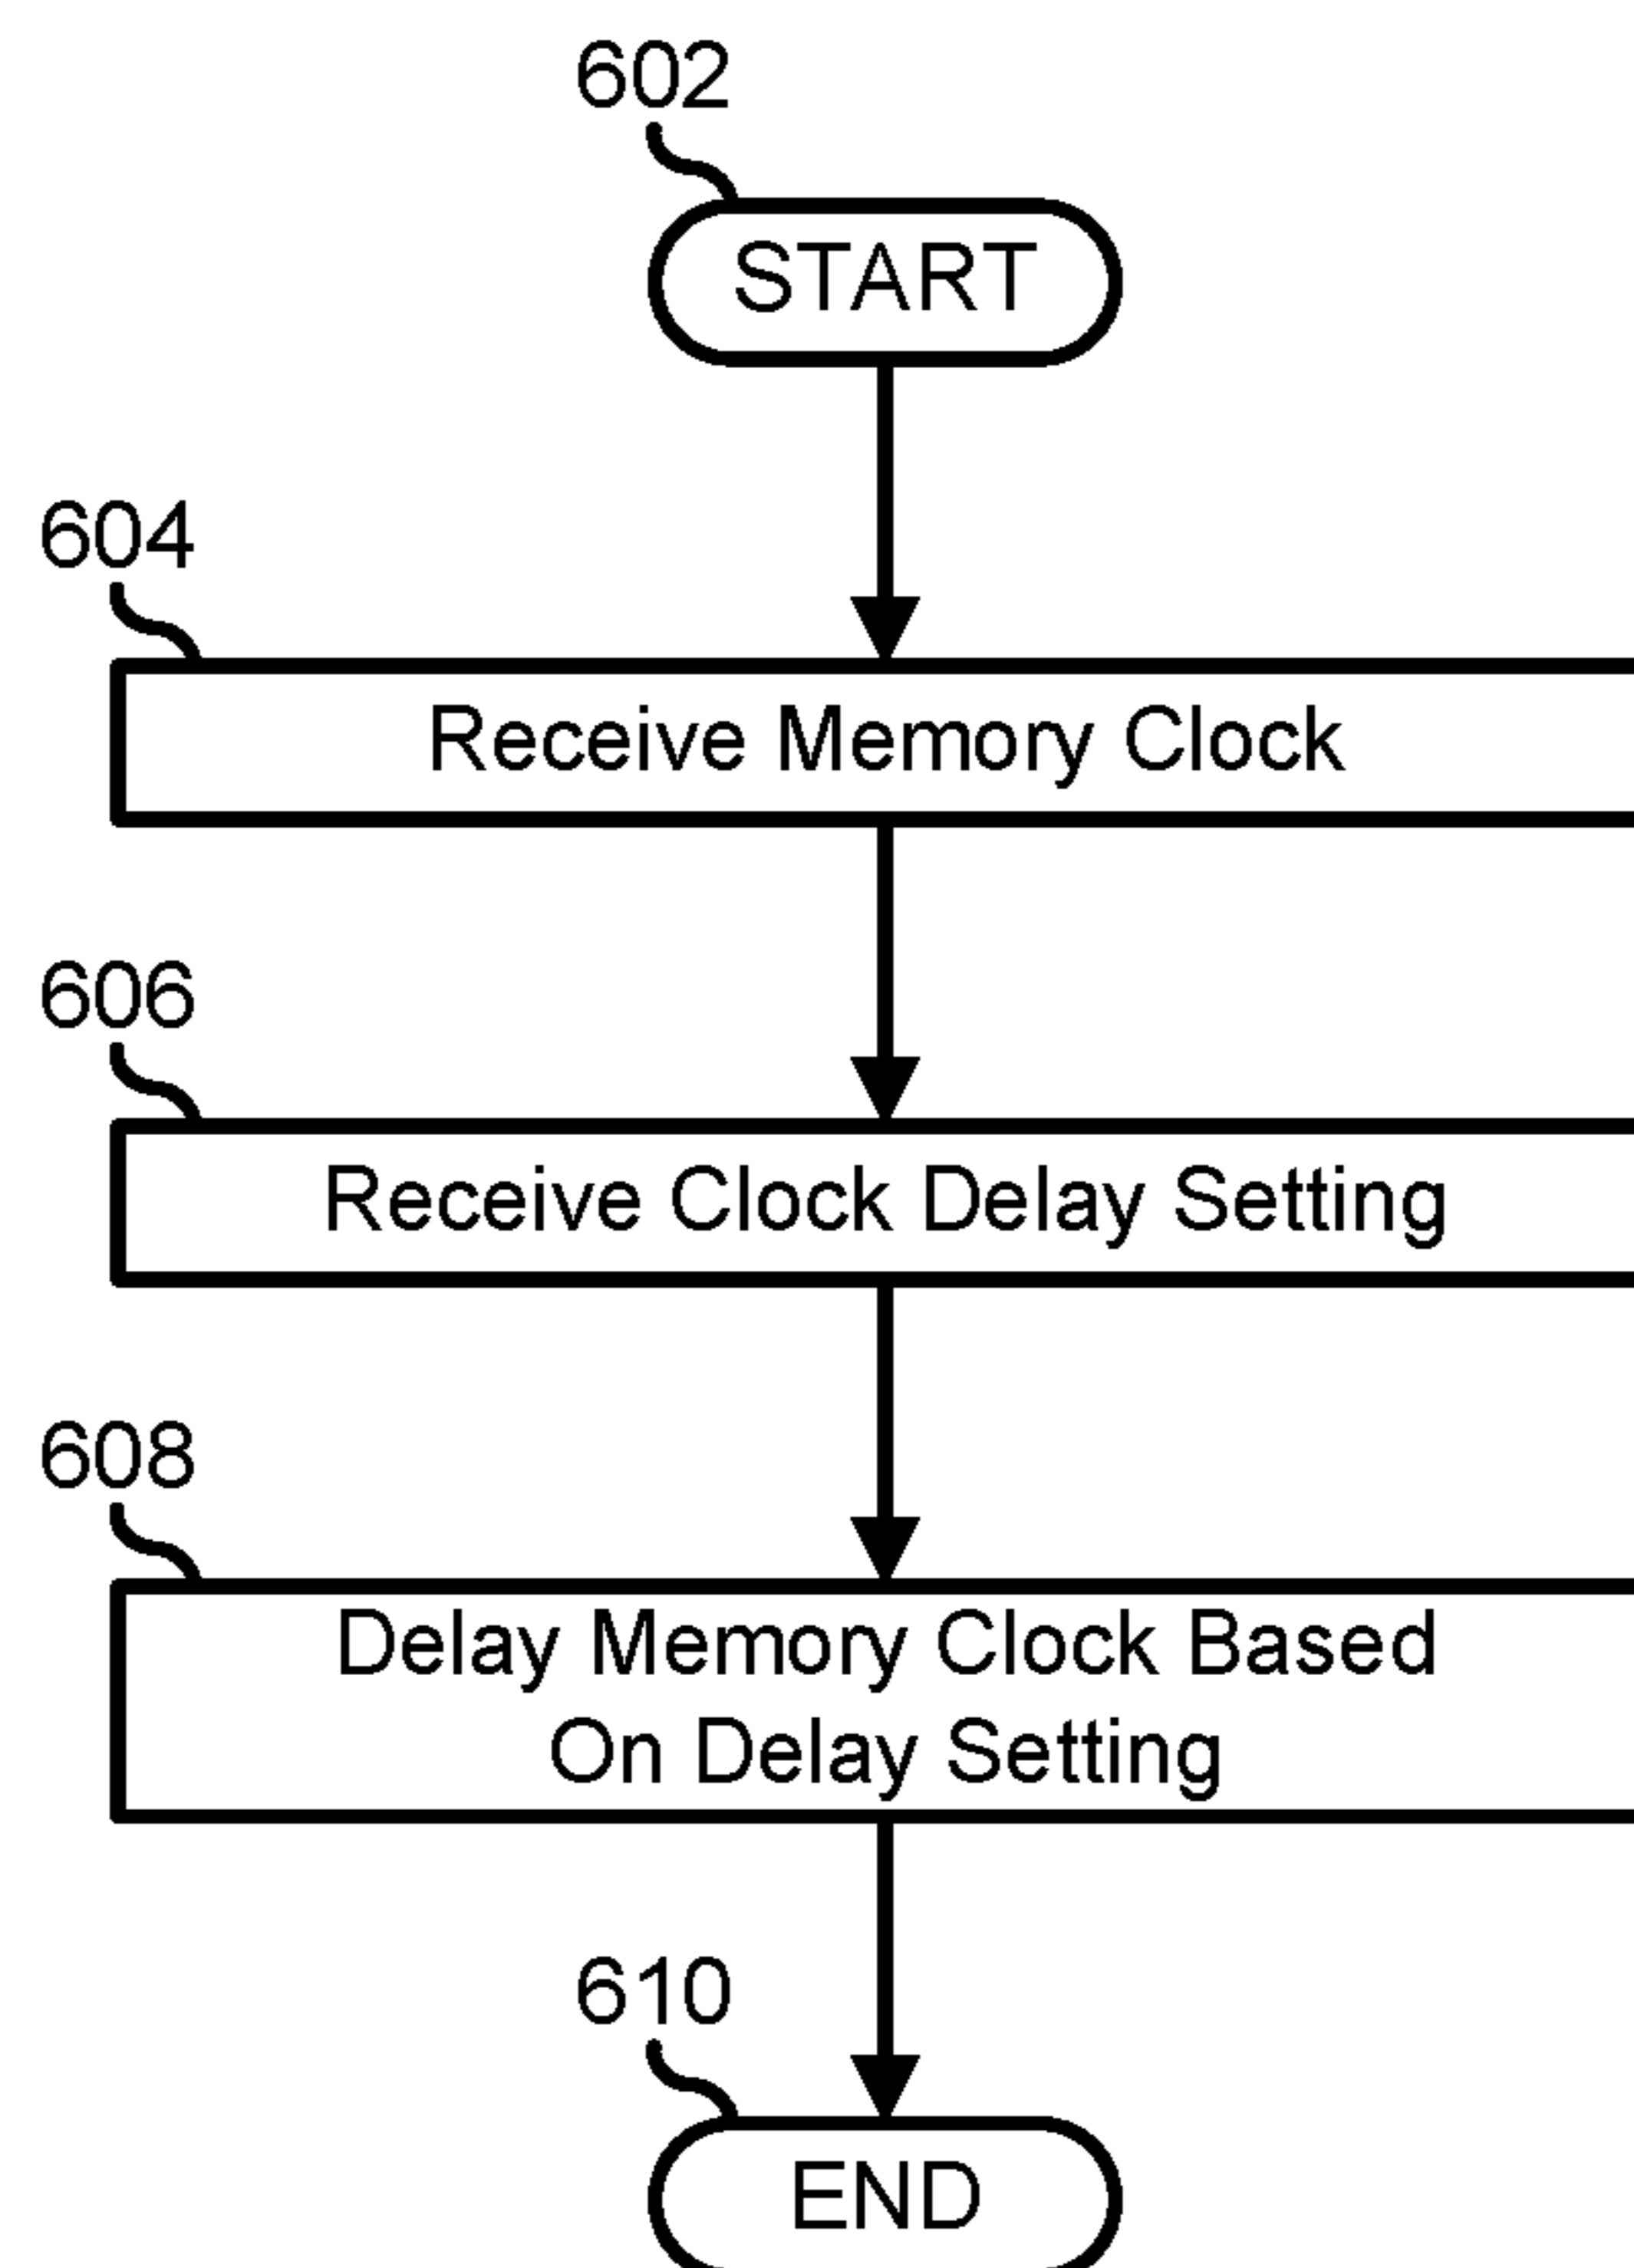 602
START
604
Receive Memory Clock
606
Receive Clock Delay Setting
608
Delay Memory Clock Based
On Delay Setting
610
END